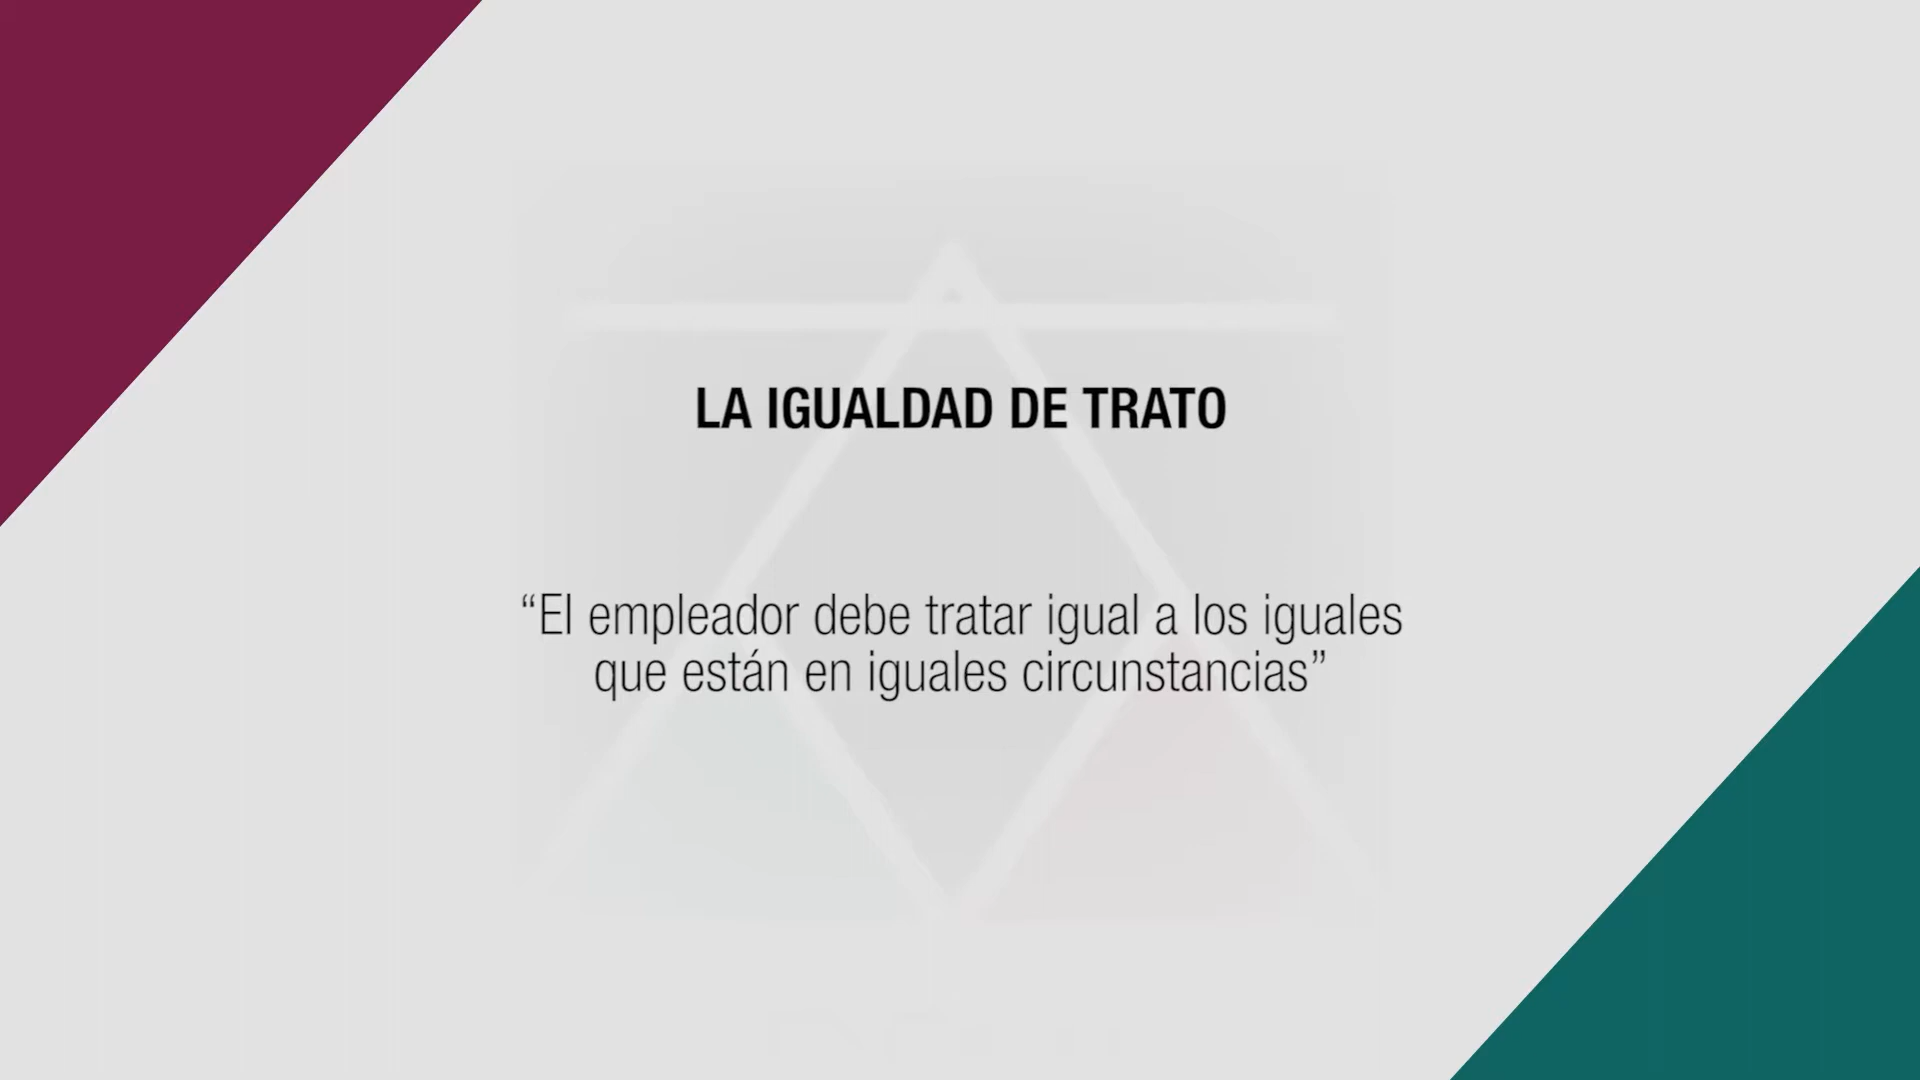 LA IGUALDAD DE TRATO
“El empleador debe tratar igual a los iguales
que están en iguales circunstancias”